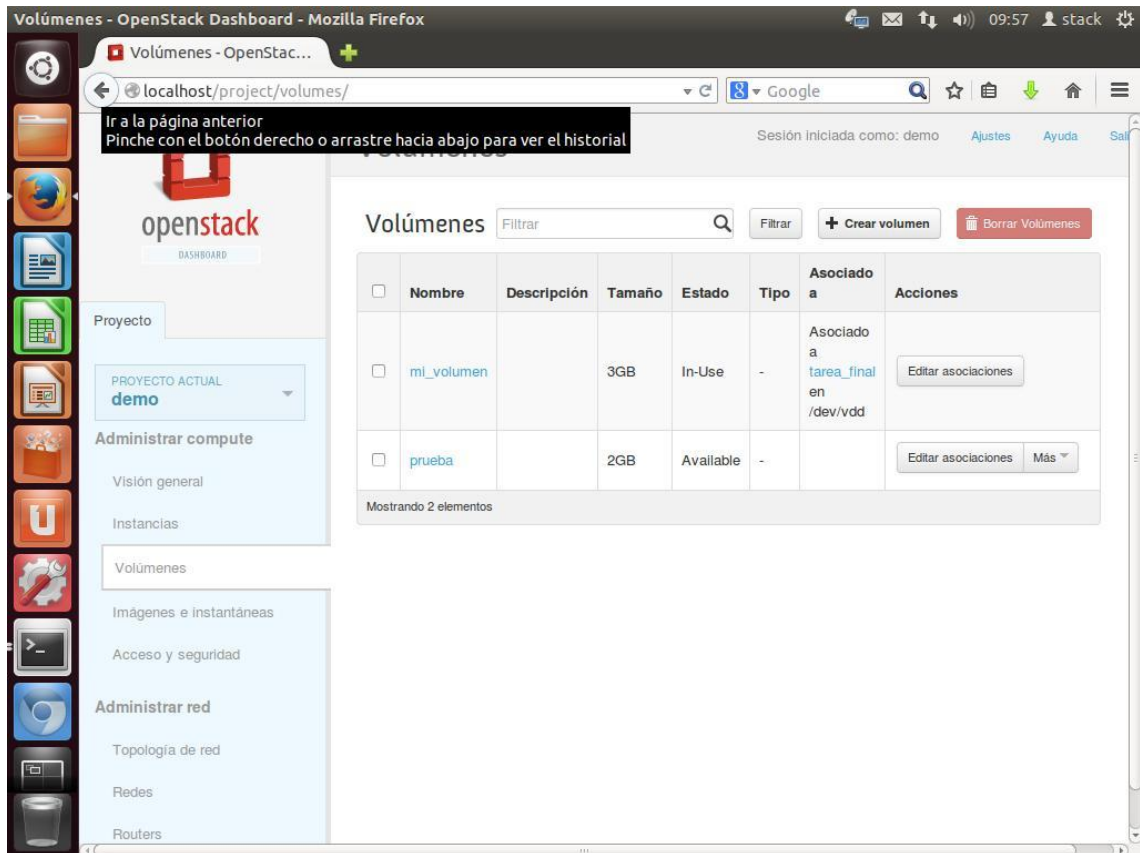 Volúmenes - OpenStack Dashboard - Mozilla Firefox
09:57 stack
Volúmenes - OpenStac...
localhost/project/volumes/
Google
Ir a la página anterior
Pinche con el botón derecho o arrastre hacia abajo para ver el historial
Volúmenes
Sesión iniciada como: demo Ajustes Ayuda
openstack
DASHBOARD
Proyecto
PROYECTO ACTUAL
demo
Administrar compute
Visión general
Instancias
Volúmenes
Imágenes e instantáneas
Acceso y seguridad
Administrar red
Topología de red
Redes
Routers
Volúmenes Filtrar Filtrar Crear volumen Borrar Volúmenes
Nombre Descripción Tamaño Estado Tipo Asociado a Acciones
mi_volumen 3GB In-Use - Asociado
a
tarea_final
en
/dev/vdd
Editar asociaciones
prueba 2GB Available - Editar asociaciones Más
Mostrando 2 elementos